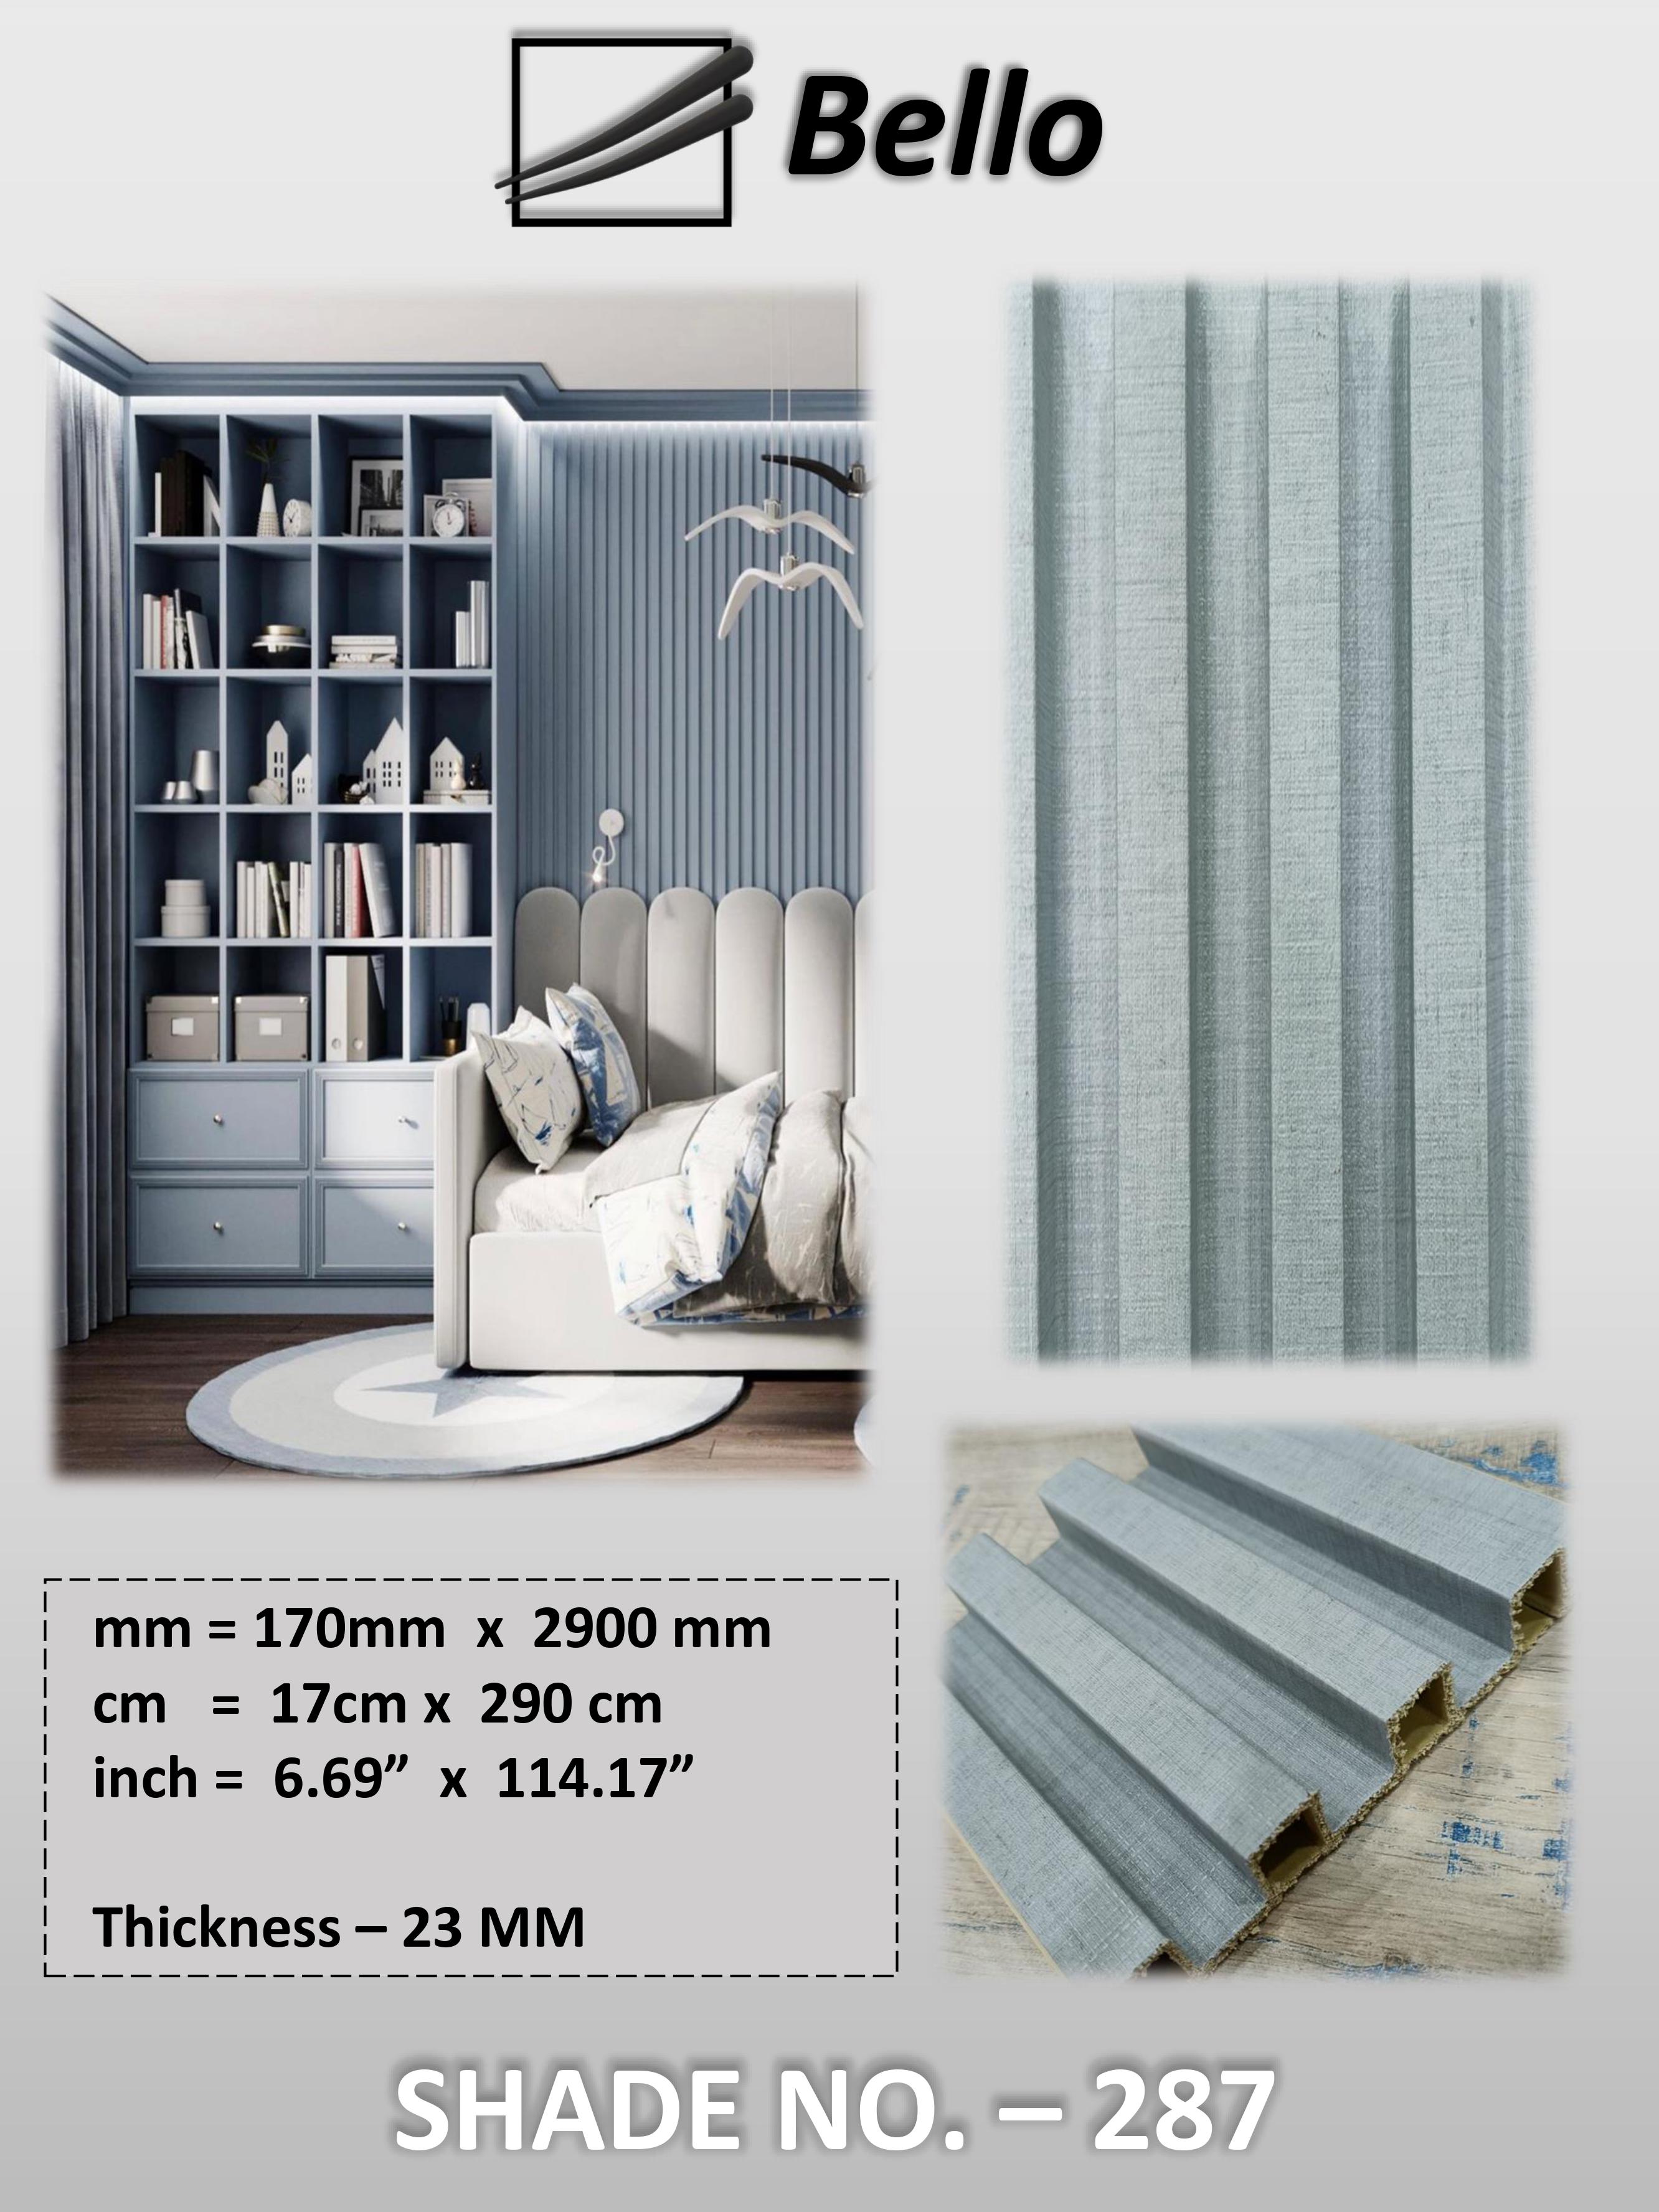 Bello
mm = 170mm x 2900 mm
cm = 17cm x 290 cm
inch = 6.69” x 114.17”
Thickness – 23 MM
SHADE NO. – 287